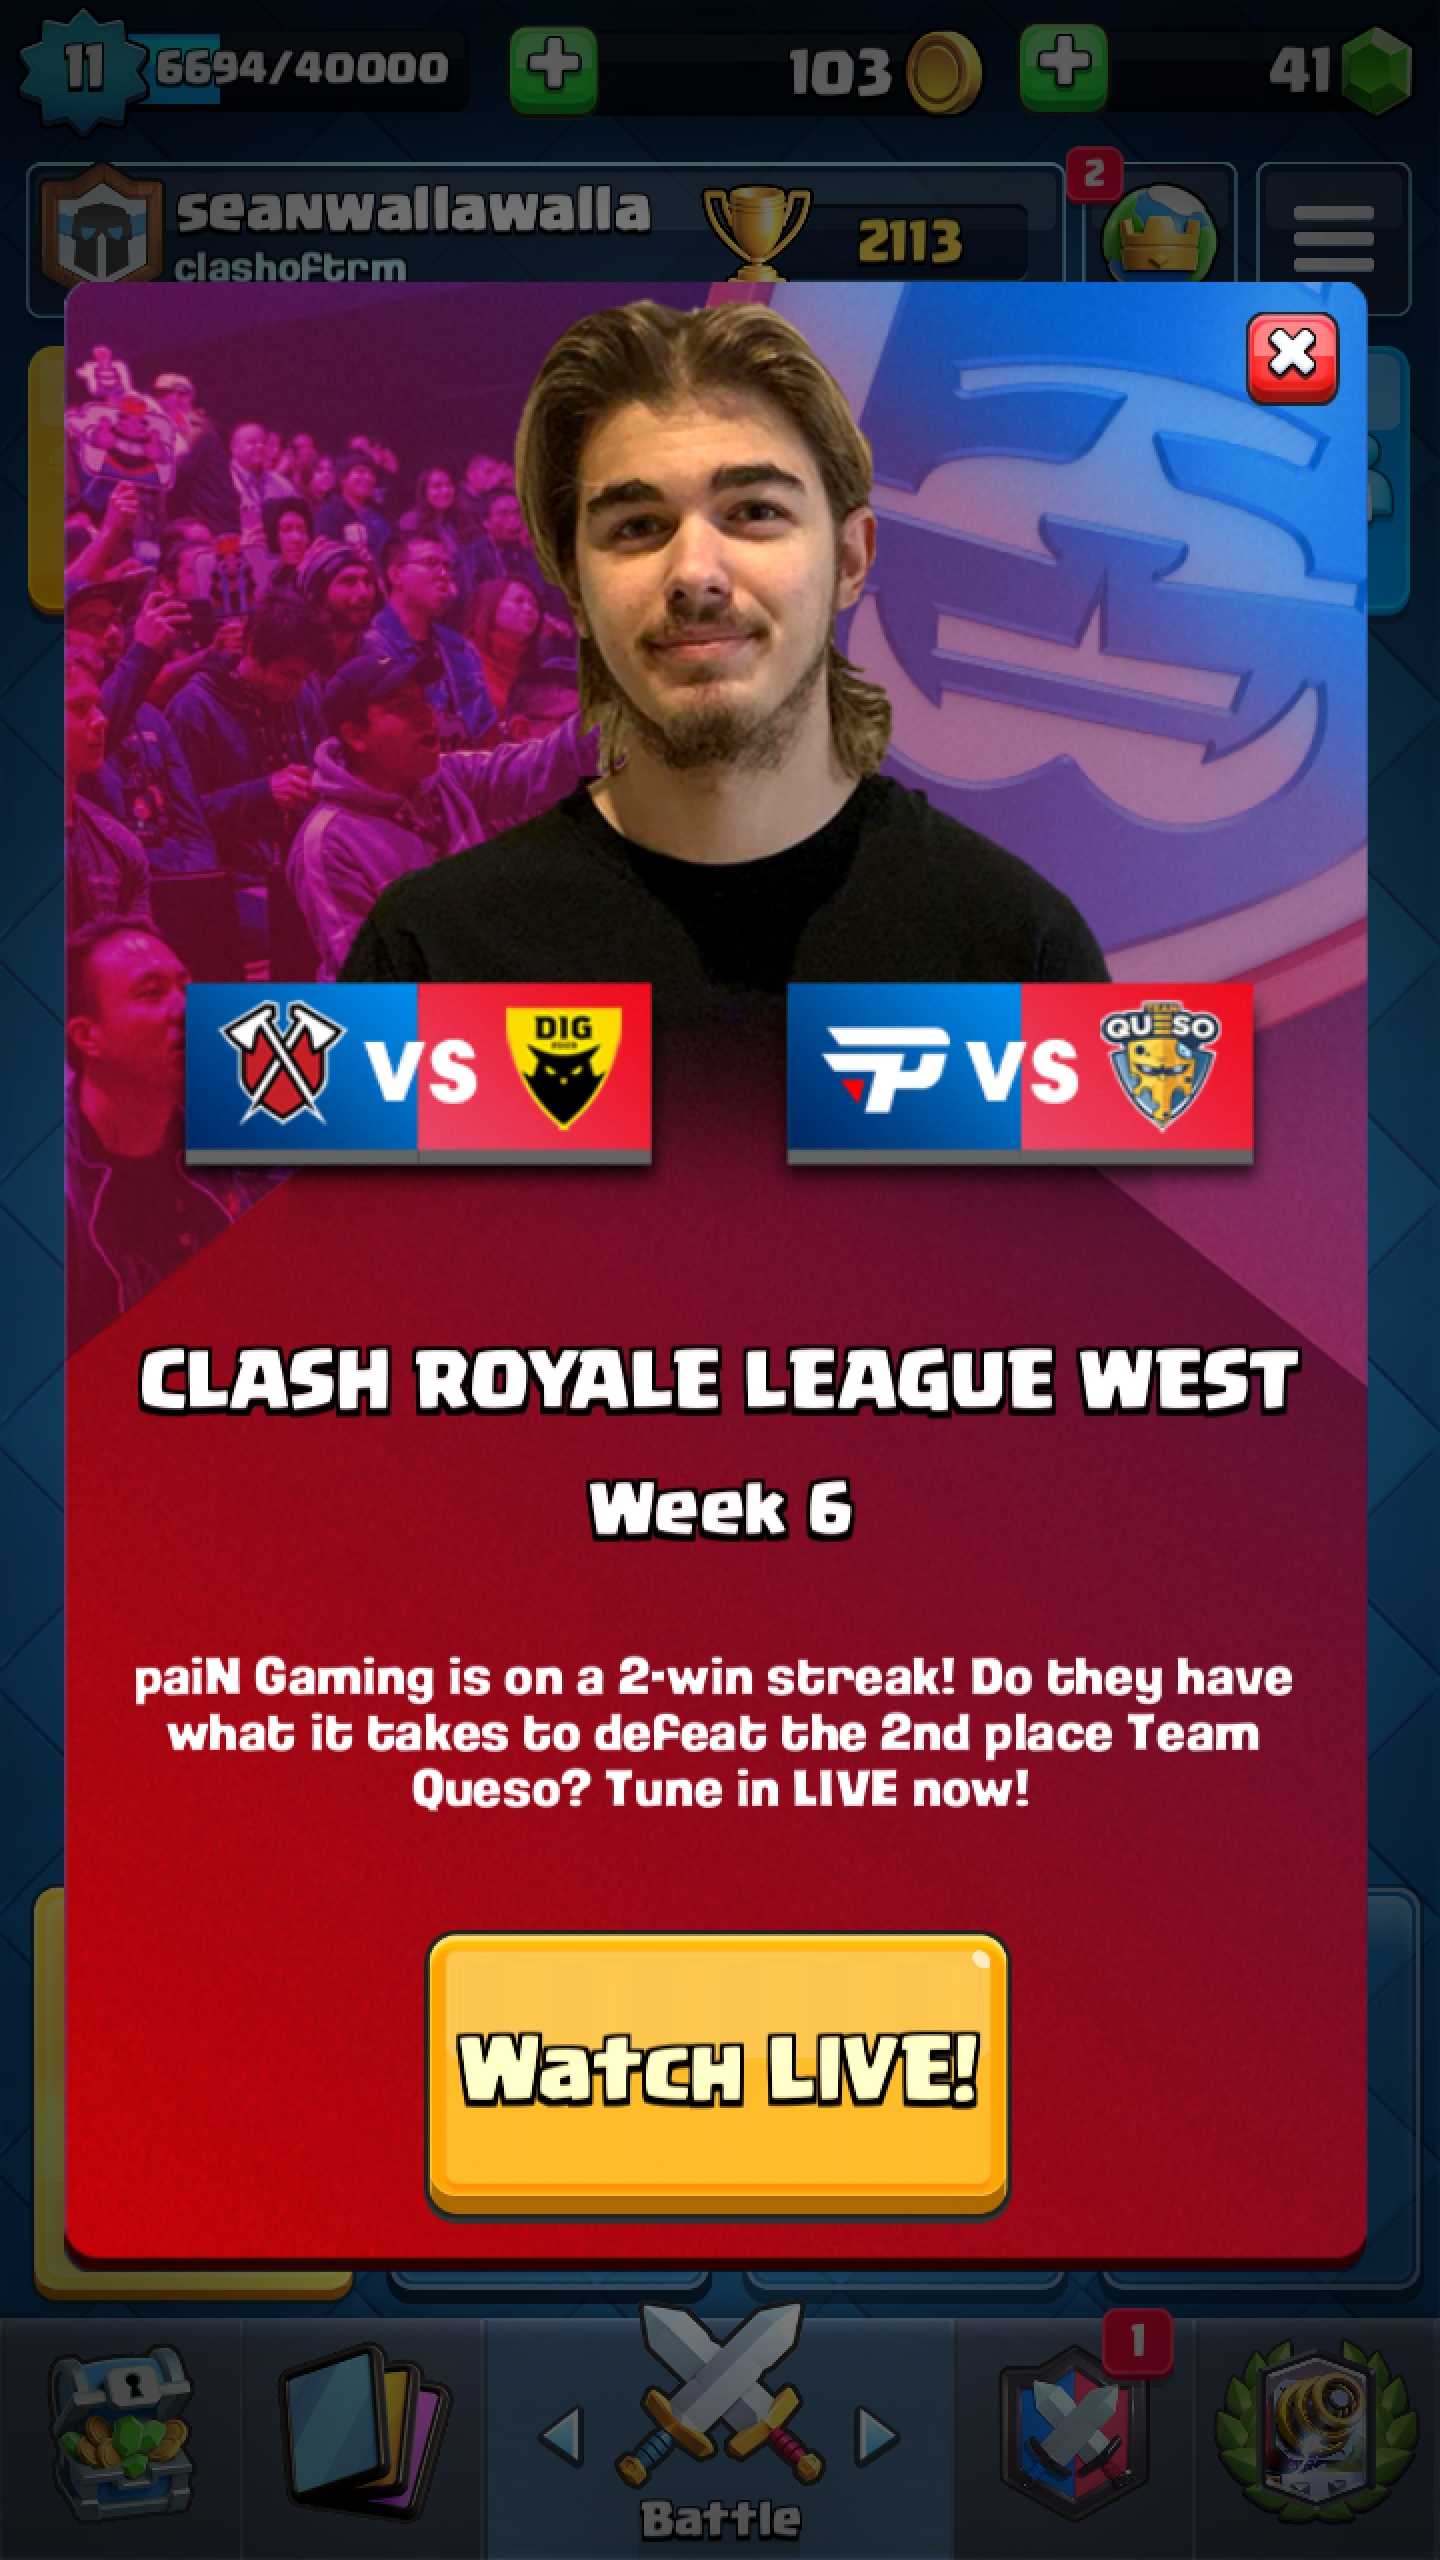 11
6694/40000
103
41
seanwallawalla
2113
2
clashoftrm
VS
DIG
VS
TEAM
QUESO
CLASH ROYALE LEAGUE WEST
Week 6
paiN Gaming is on a 2-win streak! Do they have
what it takes to defeat the 2nd place Team
Queso? Tune in LIVE now!
Watch LIVE!
1
Battle